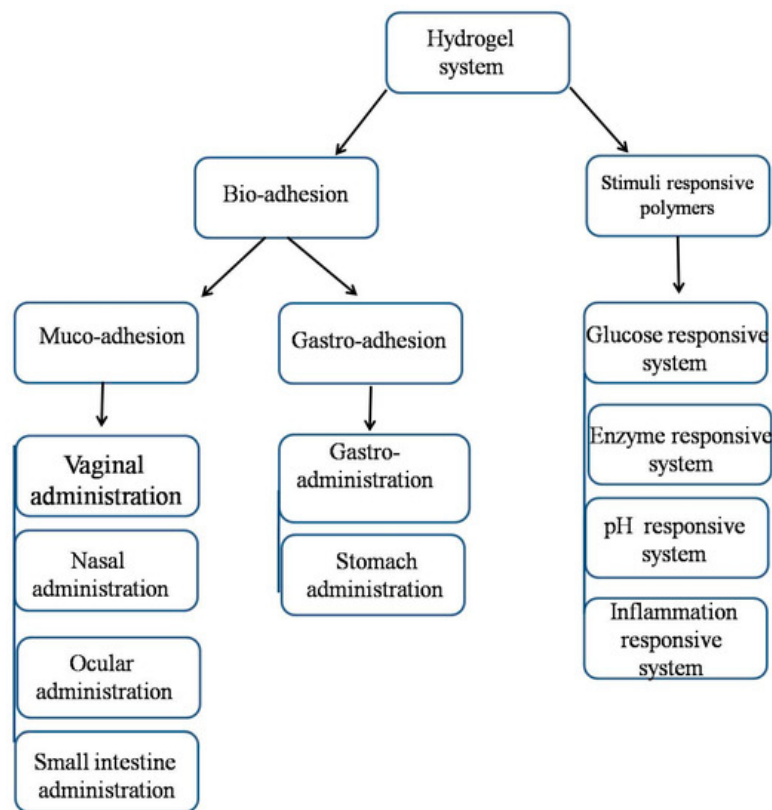 Hydrogel
system
Bio-adhesion
Stimuli responsive
polymers
Muco-adhesion
Gastro-adhesion
Glucose responsive
system
Vaginal
administration
Gastro-
administration
Enzyme responsive
system
Nasal
administration
Stomach
administration
pH responsive
system
Ocular
administration
Inflammation
responsive
system
Small intestine
administration